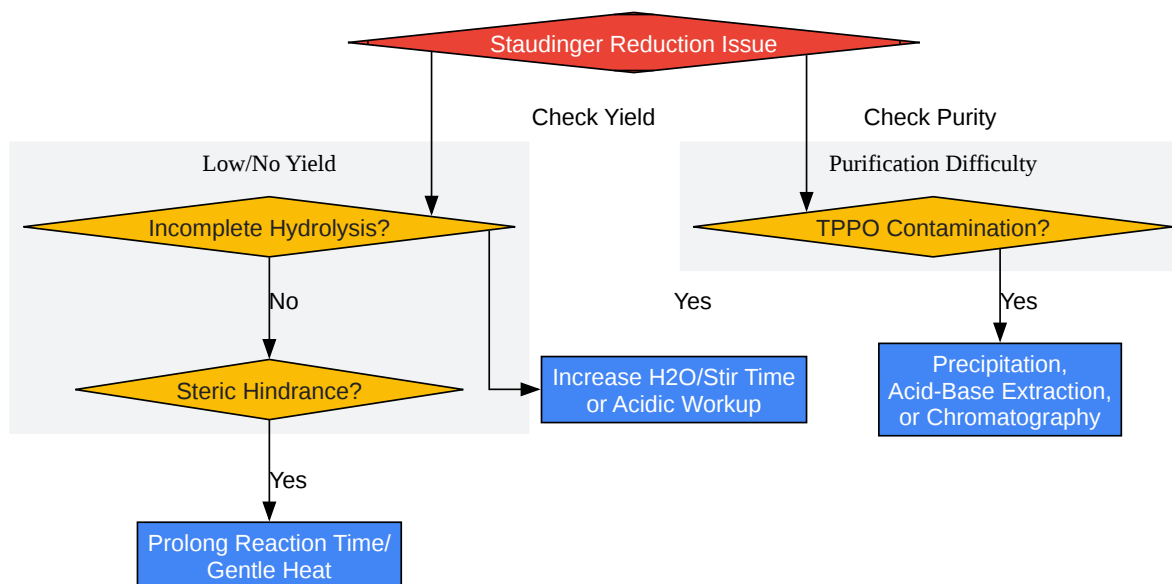 Staudinger Reduction Issue
Check Yield
Check Purity
Low/No Yield
Purification Difficulty
Incomplete Hydrolysis?
TPPO Contamination?
No
Yes
Yes
Steric Hindrance?
Increase H2O/Stir Time
or Acidic Workup
Precipitation,
Acid-Base Extraction,
or Chromatography
Yes
Prolong Reaction Time/
Gentle Heat